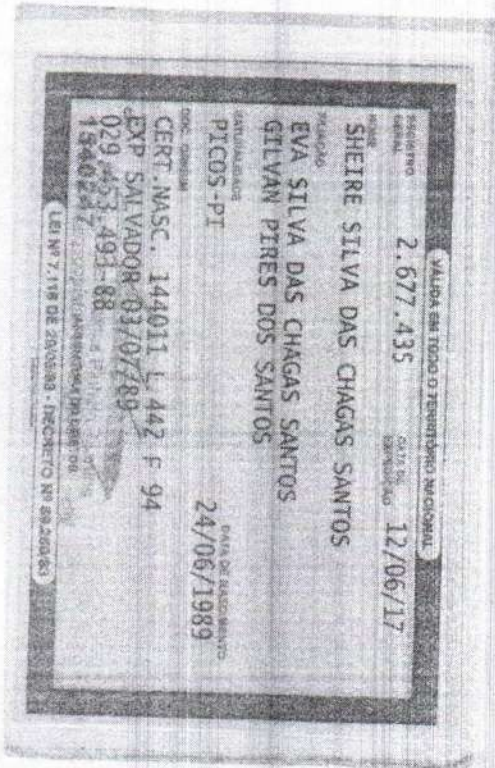 VÁLIDA EM TODO O TERRITÓRIO NACIONAL
REGISTRO GERAL 2.677.435 DATA DE EXPEDIÇÃO 12/06/17
NOME
SHEIRE SILVA DAS CHAGAS SANTOS
FILIAÇÃO
EVA SILVA DAS CHAGAS SANTOS
GILVAN PIRES DOS SANTOS
NATURALIDADE DATA DE NASCIMENTO
PICOS-PI 24/06/1989
DOC. ORIGEM
CERT.NASC. 144011 L 442 F 94
EXP SALVADOR 03/07/89
029.453.493-88
LEI Nº 7.116 DE 29/08/83 - DECRETO Nº 89.250/83